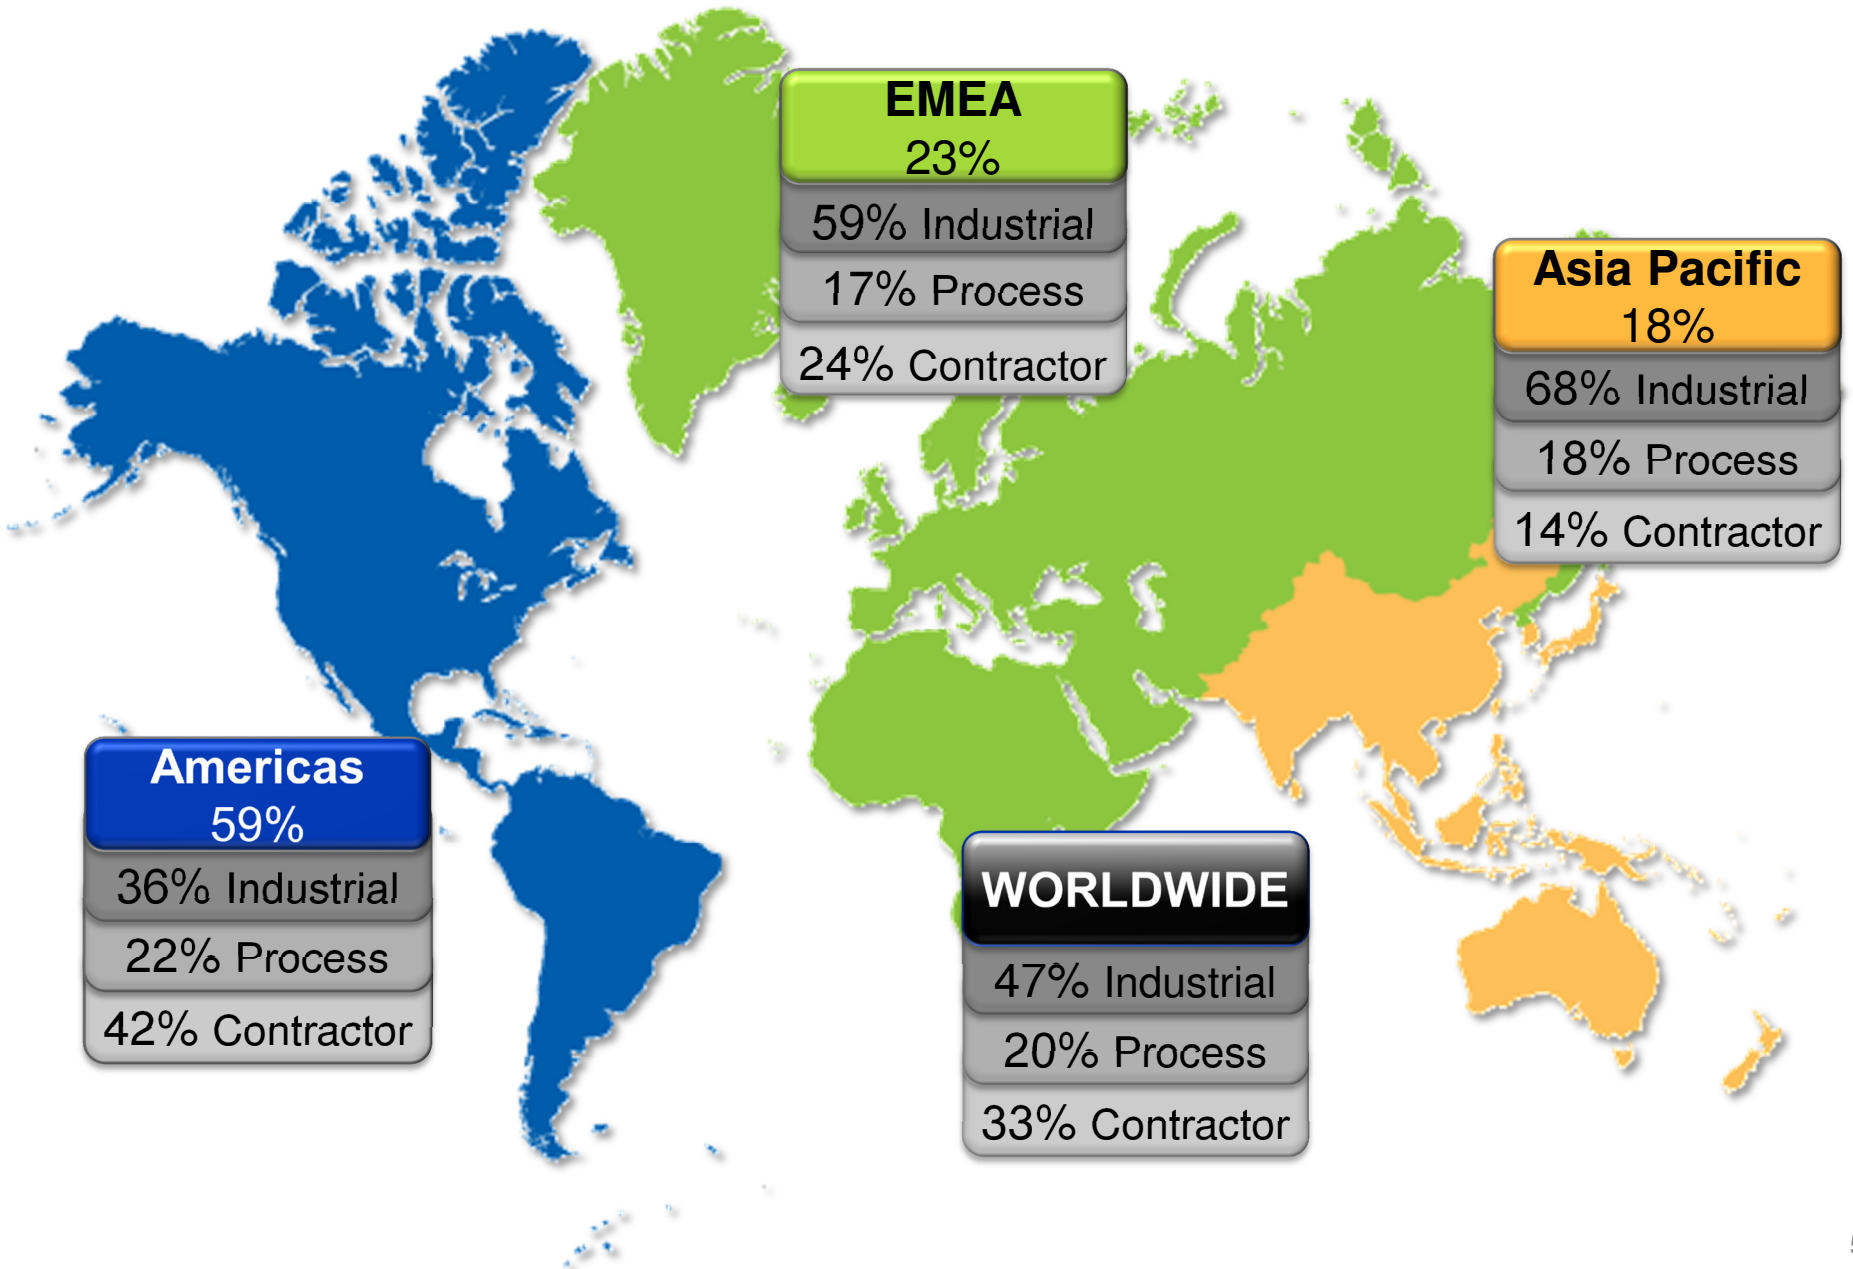 EMEA
23%
59% Industrial
17% Process
24% Contractor
Asia Pacific
18%
68% Industrial
18% Process
14% Contractor
Americas
59%
36% Industrial
22% Process
42% Contractor
WORLDWIDE
47% Industrial
20% Process
33% Contractor